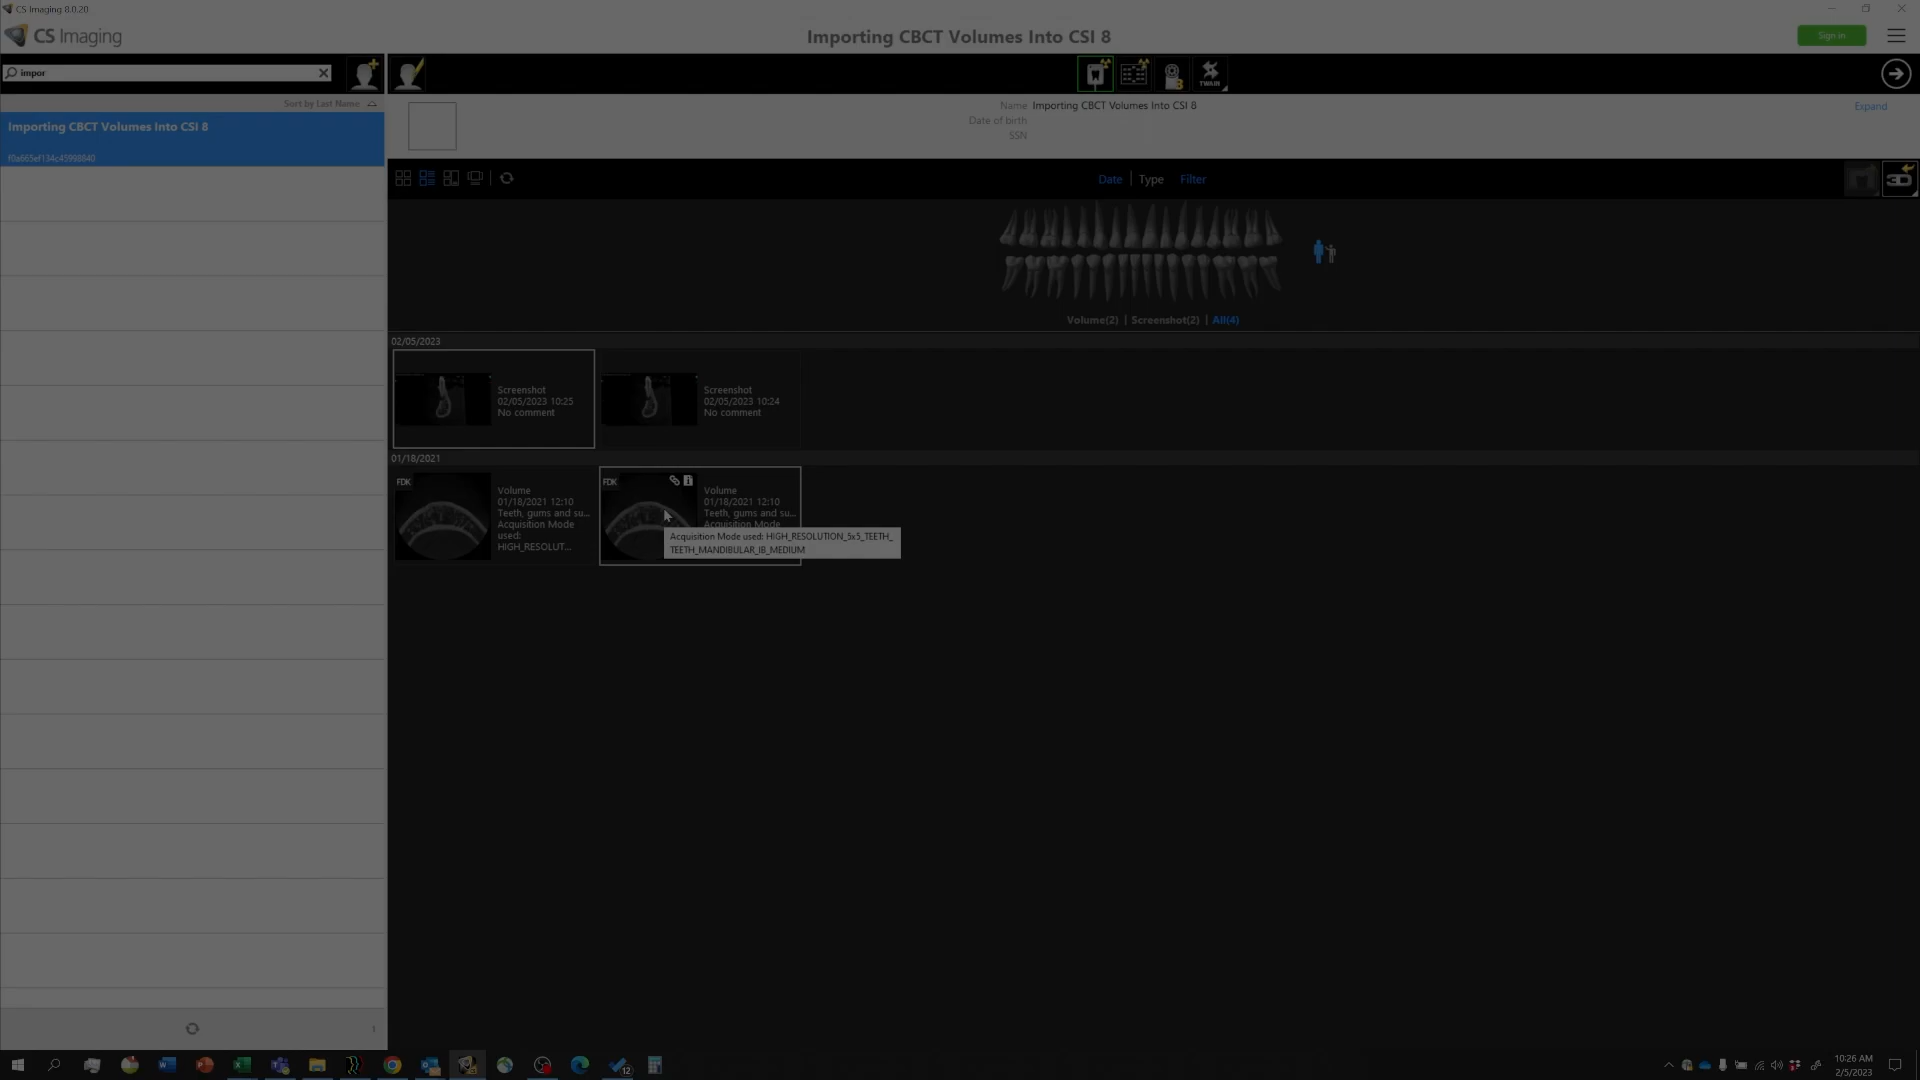 CS Imaging 8.0.20
CS Imaging
Importing CBCT Volumes Into CSI 8
Sign in
impor
TWAIN
Sort by Last Name
Importing CBCT Volumes Into CSI 8
f0a665ef134c45998840
Name Importing CBCT Volumes Into CSI 8
Date of birth
SSN
Expand
Date | Type Filter
3D
Volume(2) | Screenshot(2) | All(4)
02/05/2023
Screenshot
02/05/2023 10:25
No comment
Screenshot
02/05/2023 10:24
No comment
01/18/2021
FDK
Volume
01/18/2021 12:10
Teeth, gums and su...
Acquisition Mode
used:
HIGH_RESOLUT...
FDK
Volume
01/18/2021 12:10
Teeth, gums and su...
Acquisition Mode
Acquisition Mode used: HIGH_RESOLUTION_5x5_TEETH_
TEETH_MANDIBULAR_IB_MEDIUM
1
12
10:26 AM
2/5/2023